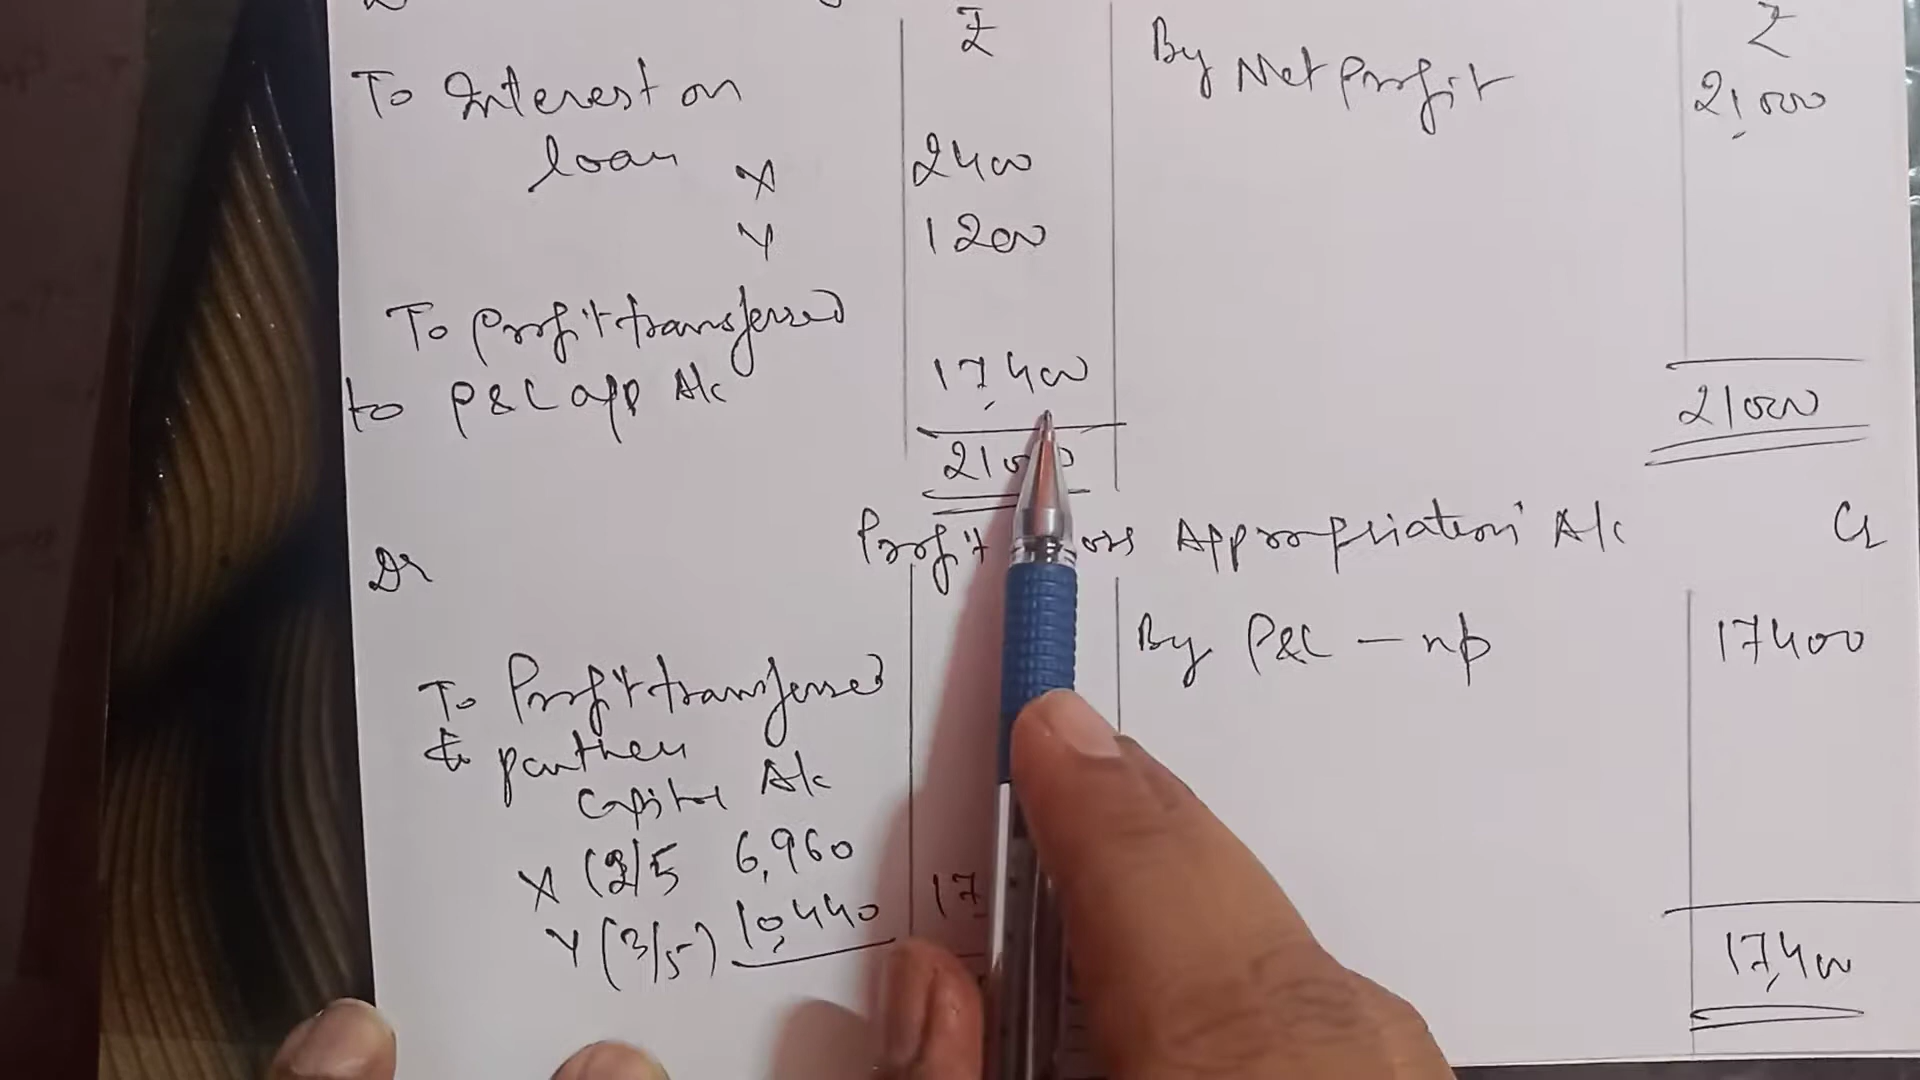 ₹ ₹
To Interest on By Net Profit 21,000
loan X 2400
Y 1200
To Profit transferred
to P&L app A/c 17,400
21000 21000
Dr Profit Loss Appropriation A/c Cr
To Profit transferred By P&L – np 17400
to partner
Capital A/c
X (2/5 6,960
Y (3/5) 10,440 17
17,400